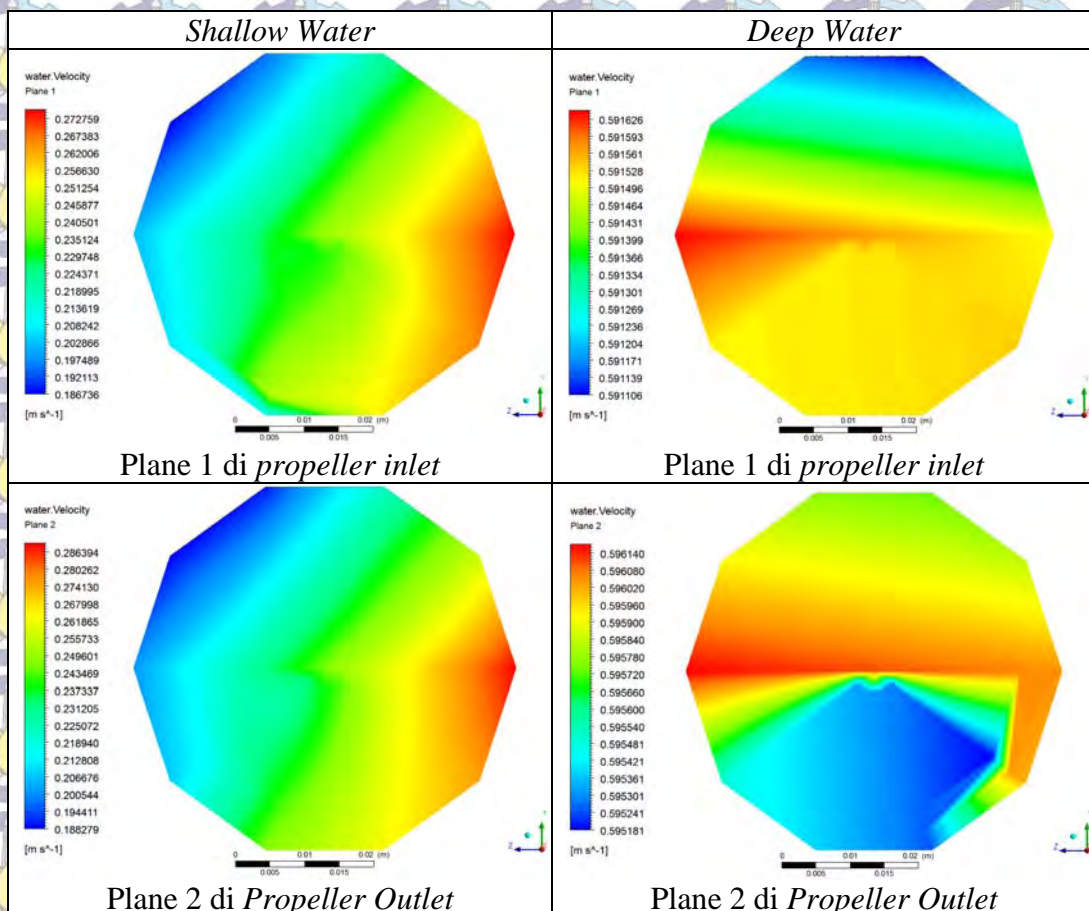 Shallow Water
Deep Water
water.Velocity
Plane 1
0.272759
0.267383
0.262006
0.256630
0.251254
0.245877
0.240501
0.235124
0.229748
0.224371
0.218995
0.213619
0.208242
0.202866
0.197489
0.192113
0.186736
[m s^-1]
0 0.01 0.02 (m)
0.005 0.015
Y
Z
Plane 1 di propeller inlet
water.Velocity
Plane 1
0.591626
0.591593
0.591561
0.591528
0.591496
0.591464
0.591431
0.591399
0.591366
0.591334
0.591301
0.591269
0.591236
0.591204
0.591171
0.591139
0.591106
[m s^-1]
0 0.01 0.02 (m)
0.005 0.015
Y
Z
Plane 1 di propeller inlet
water.Velocity
Plane 2
0.286394
0.280262
0.274130
0.267998
0.261865
0.255733
0.249601
0.243469
0.237337
0.231205
0.225072
0.218940
0.212808
0.206676
0.200544
0.194411
0.188279
[m s^-1]
0 0.01 0.02 (m)
0.005 0.015
Y
Z
Plane 2 di Propeller Outlet
water.Velocity
Plane 2
0.596140
0.596080
0.596020
0.595960
0.595900
0.595840
0.595780
0.595720
0.595660
0.595600
0.595540
0.595481
0.595421
0.595361
0.595301
0.595241
0.595181
[m s^-1]
0 0.01 0.02 (m)
0.005 0.015
Y
Z
Plane 2 di Propeller Outlet